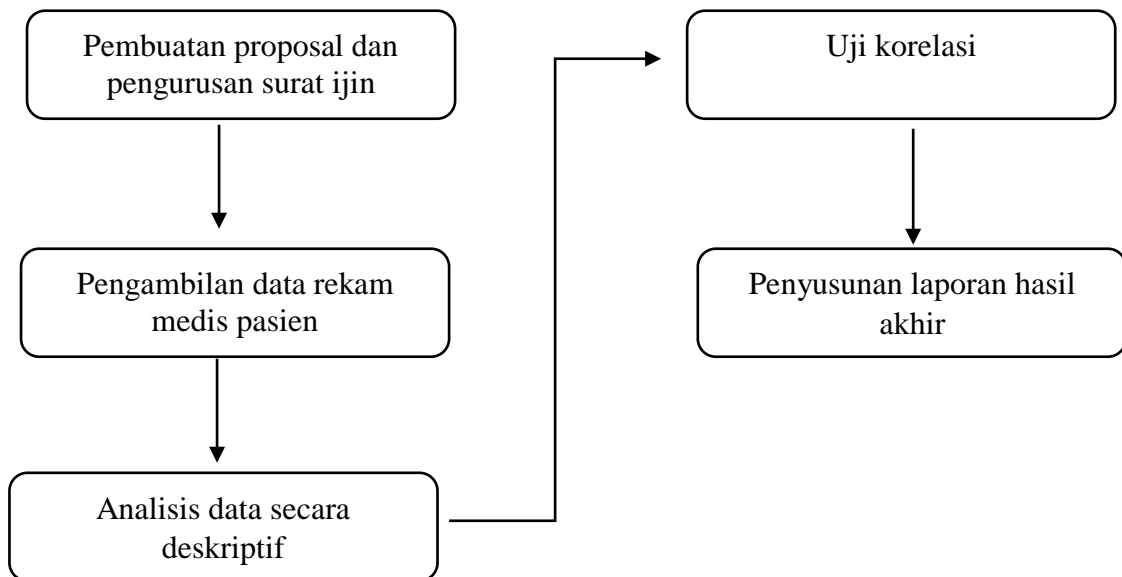 Pembuatan proposal dan
pengurusan surat ijin
Pengambilan data rekam
medis pasien
Analisis data secara
deskriptif
Uji korelasi
Penyusunan laporan hasil
akhir